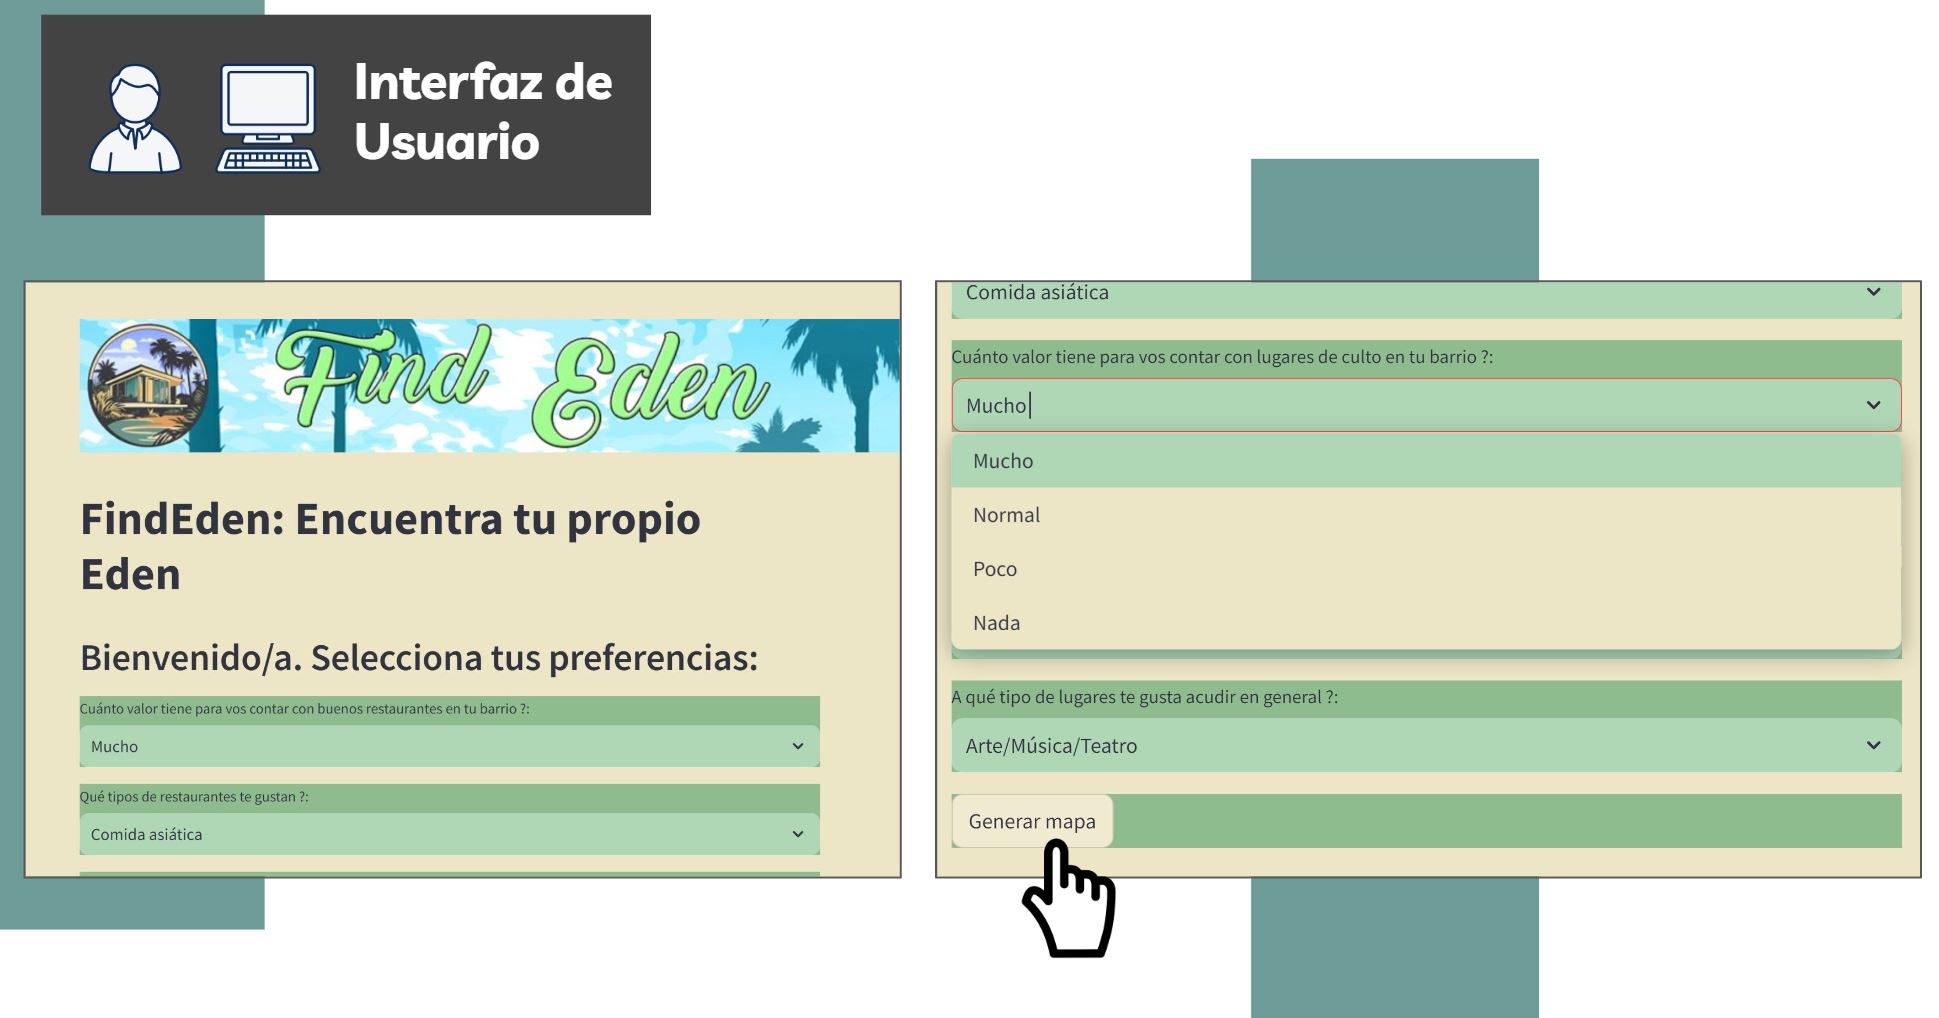 Interfaz de
Usuario
Find Eden
FindEden: Encuentra tu propio
Eden
Bienvenido/a. Selecciona tus preferencias:
Cuánto valor tiene para vos contar con buenos restaurantes en tu barrio ?:
Mucho
Qué tipos de restaurantes te gustan ?:
Comida asiática
Comida asiática
Cuánto valor tiene para vos contar con lugares de culto en tu barrio ?:
Mucho
Mucho
Normal
Poco
Nada
A qué tipo de lugares te gusta acudir en general ?:
Arte/Música/Teatro
Generar mapa